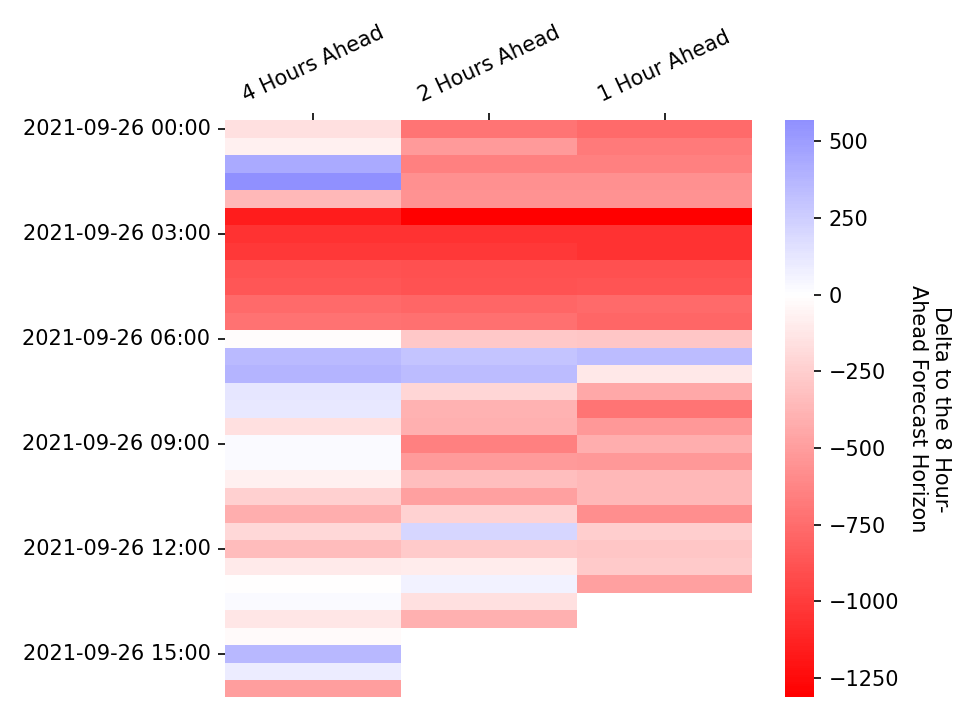 4 Hours Ahead
2 Hours Ahead
1 Hour Ahead
2021-09-26 00:00
2021-09-26 03:00
2021-09-26 06:00
2021-09-26 09:00
2021-09-26 12:00
2021-09-26 15:00
500
250
0
−250
−500
−750
−1000
−1250
Delta to the 8 Hour-
Ahead Forecast Horizon